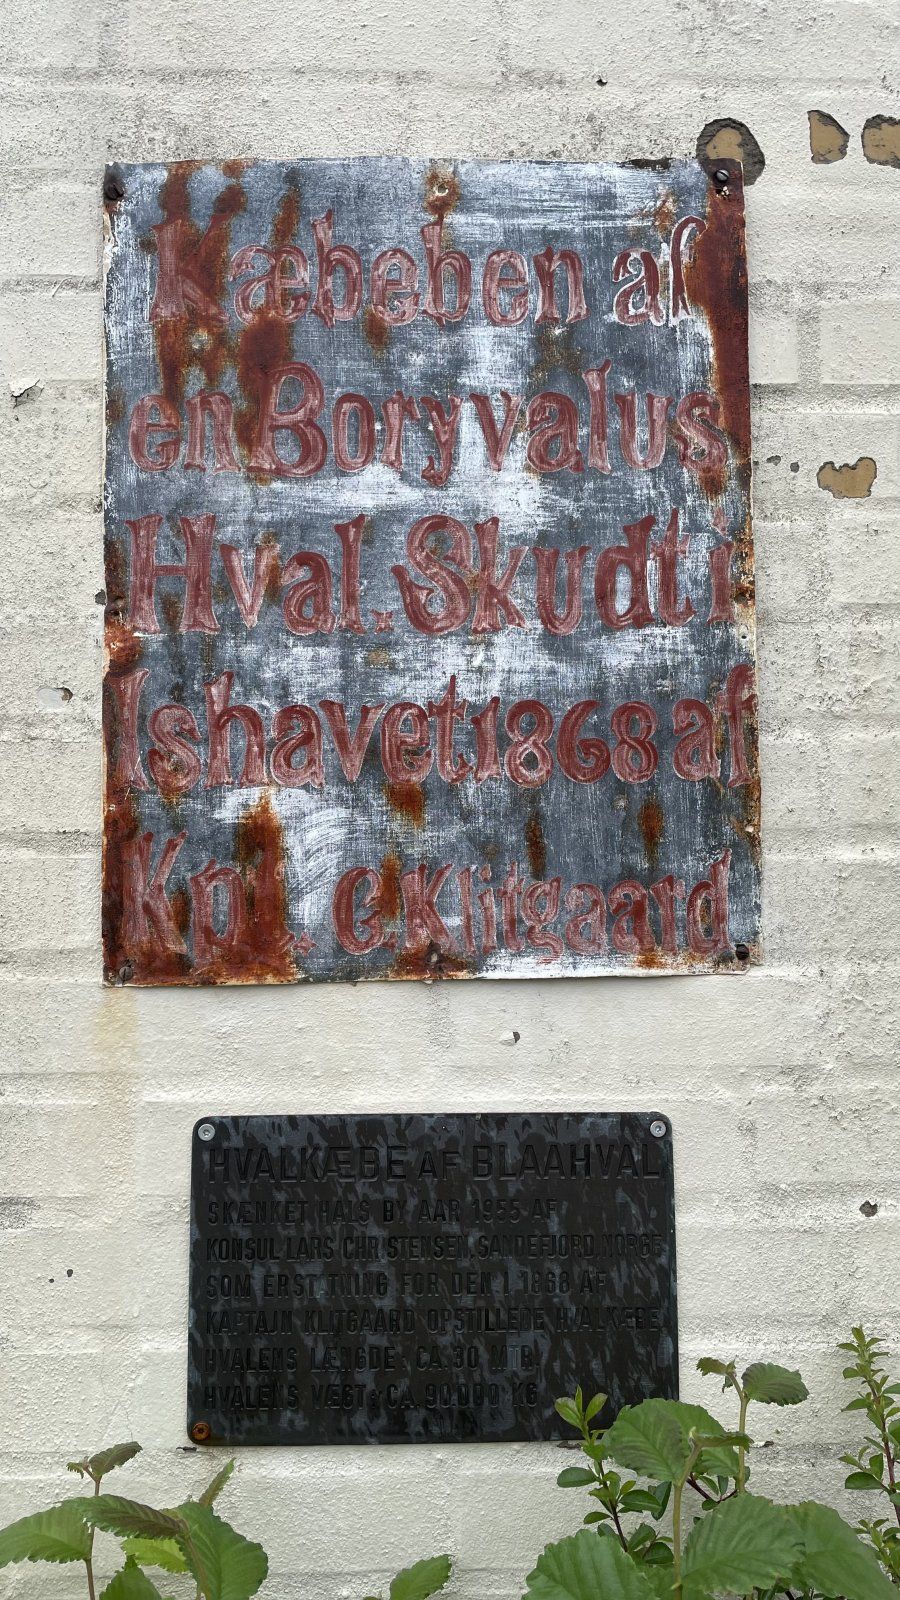 Kæbeben af
en Boryvalus
Hval. Skudt i
Ishavet 1868 af
Kpt. C. Klitgaard
HVALKÆBE AF BLAAHVAL
SKÆNKET HALS BY AAR 1955 AF
KONSUL LARS CHRISTENSEN, SANDEFJORD, NORGE
SOM ERSTATNING FOR DEN I 1868 AF
KAPTAJN KLITGAARD OPSTILLEDE HVALKÆBE.
HVALENS LÆNGDE: CA. 30 MTR.
HVALENS VÆGT: CA. 90.000 KG.